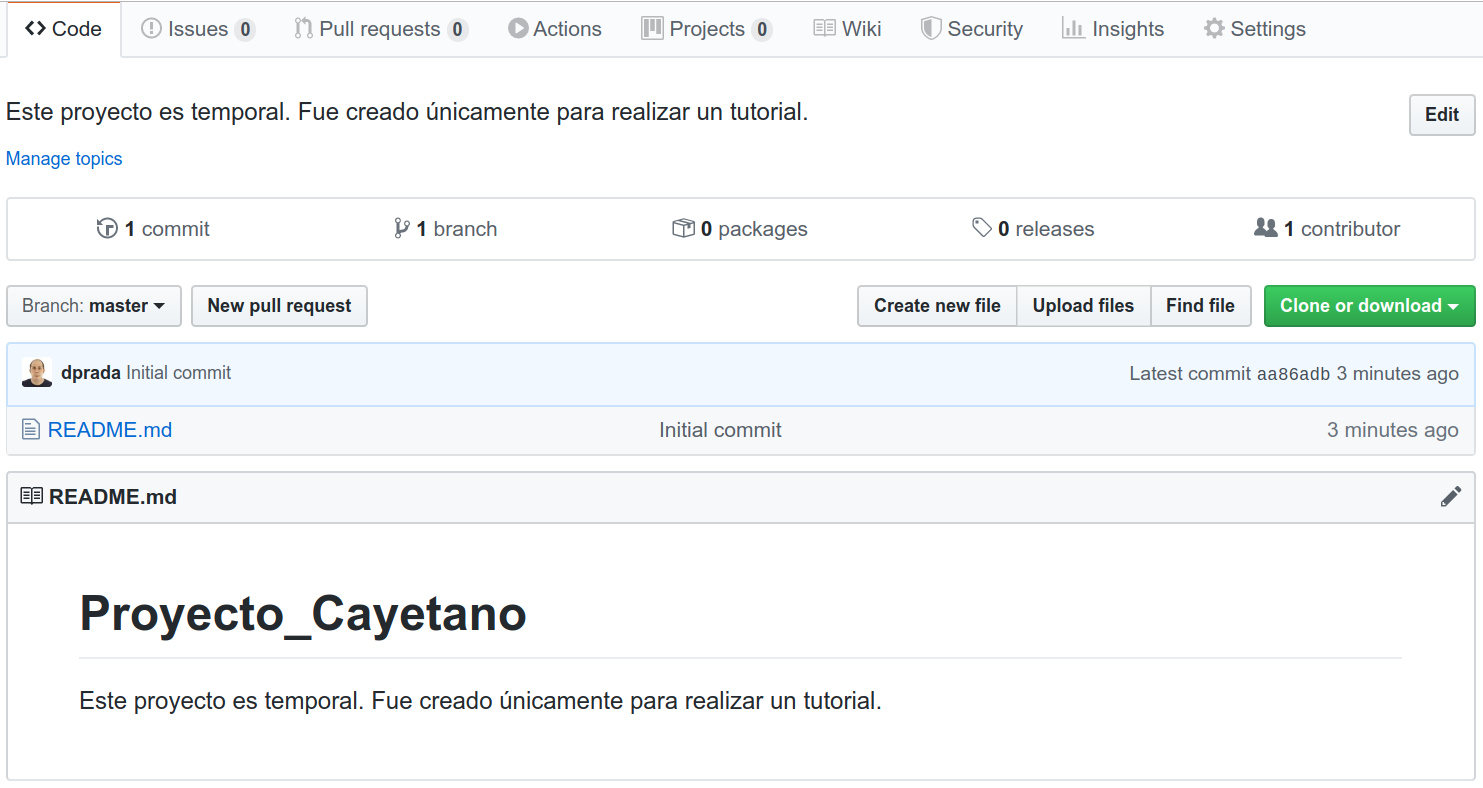 Code Issues 0 Pull requests 0 Actions Projects 0 Wiki Security Insights Settings
Este proyecto es temporal. Fue creado únicamente para realizar un tutorial. Edit
Manage topics
1 commit 1 branch 0 packages 0 releases 1 contributor
Branch: master New pull request Create new file Upload files Find file Clone or download
dprada Initial commit Latest commit aa86adb 3 minutes ago
README.md Initial commit 3 minutes ago
README.md
Proyecto_Cayetano
Este proyecto es temporal. Fue creado únicamente para realizar un tutorial.